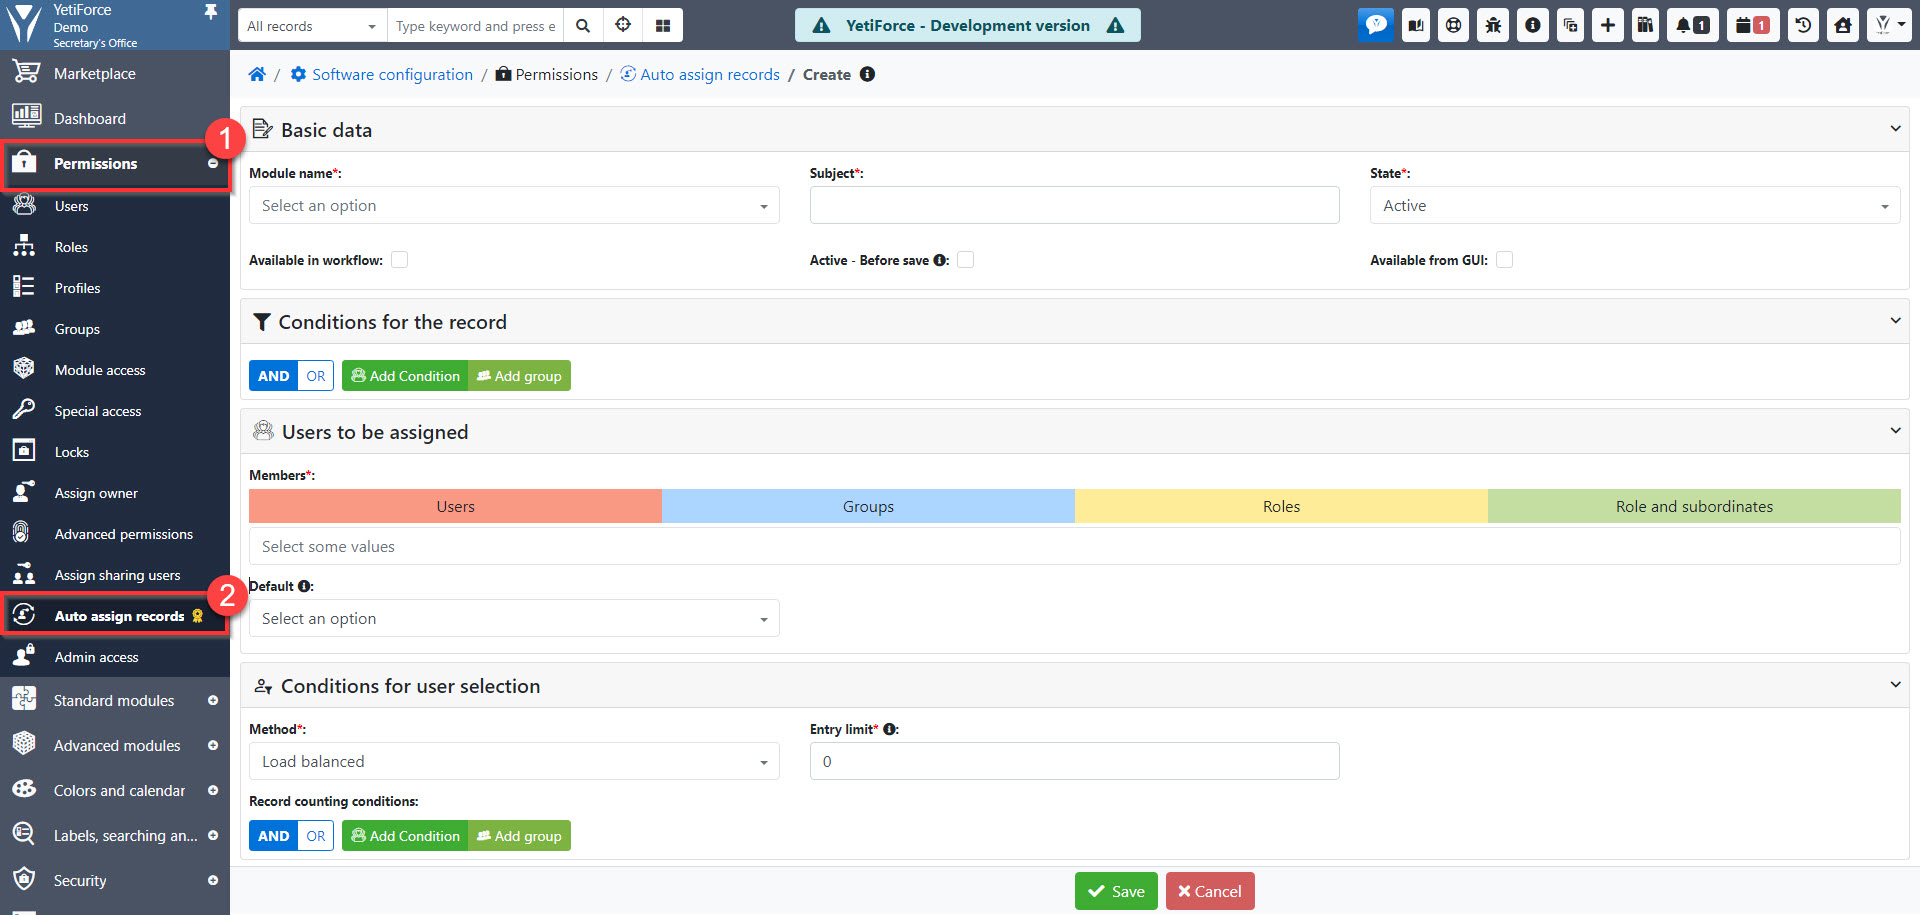 YetiForce
Demo
Secretary's Office
All records
Type keyword and press e
YetiForce - Development version
1
1
Marketplace
Dashboard
1
Permissions
Users
Roles
Profiles
Groups
Module access
Special access
Locks
Assign owner
Advanced permissions
Assign sharing users
2
Auto assign records
Admin access
Standard modules
Advanced modules
Colors and calendar
Labels, searching an...
Security
/ Software configuration / Permissions / Auto assign records / Create
Basic data
Module name*: Subject*: State*:
Select an option Active
Available in workflow: Active - Before save : Available from GUI:
Conditions for the record
AND OR Add Condition Add group
Users to be assigned
Members*:
Users Groups Roles Role and subordinates
Select some values
Default :
Select an option
Conditions for user selection
Method*: Entry limit* :
Load balanced 0
Record counting conditions:
AND OR Add Condition Add group
Save Cancel